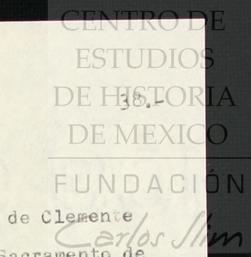 CENTRO DE
ESTUDIOS
DE HISTORIA
DE MEXICO
38.-
FUNDACIÓN
Carlos Slim
de Clemente
Sacramento de